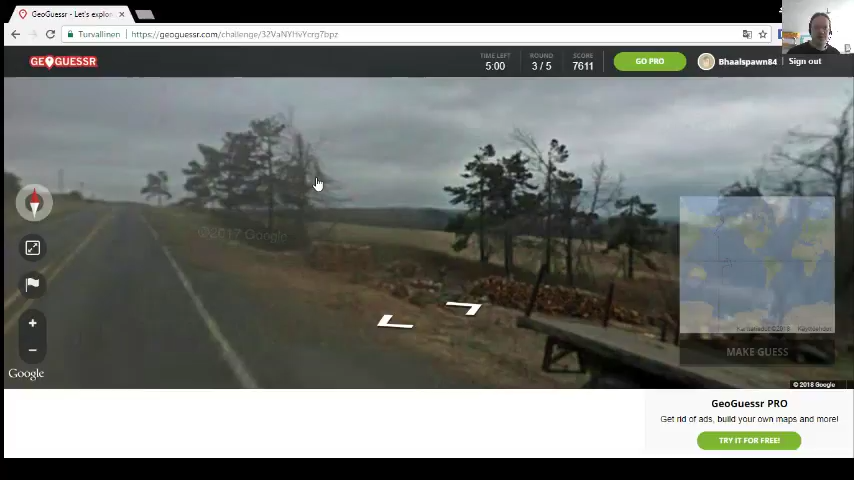 GeoGuessr - Let's explo
Turvallinen
https://geoguessr.com/challenge/32VaNYHvYcrg7bpz
GEOGUESSR
TIME LEFT
5:00
ROUND
3 / 5
SCORE
7611
GO PRO
Bhaalspawn84
Sign out
©2017 Google
Google
MAKE GUESS
© 2018 Google
GeoGuessr PRO
Get rid of ads, build your own maps and more!
TRY IT FOR FREE!